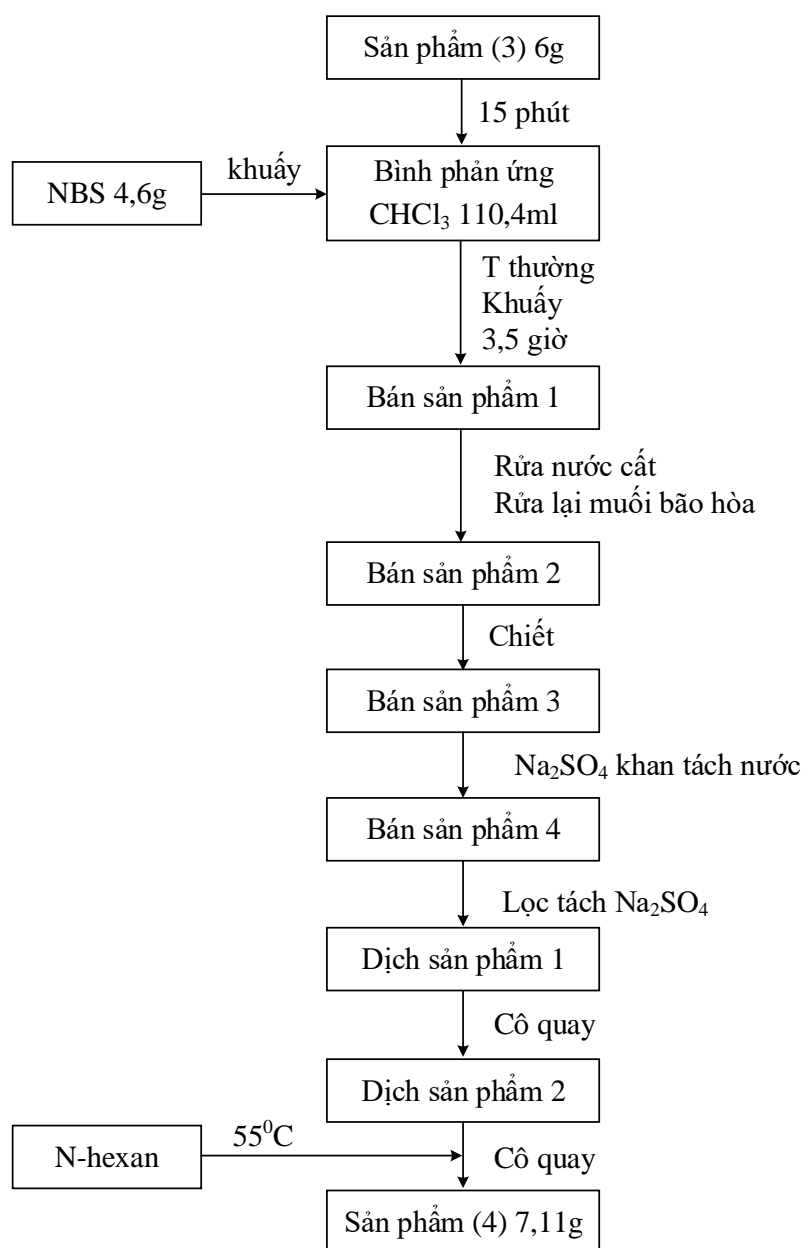 Sản phẩm (3) 6g
15 phút
NBS 4,6g
khuấy
Bình phản ứng
CHCl₃ 110,4ml
T thường
Khuấy
3,5 giờ
Bán sản phẩm 1
Rửa nước cất
Rửa lại muối bão hòa
Bán sản phẩm 2
Chiết
Bán sản phẩm 3
Na₂SO₄ khan tách nước
Bán sản phẩm 4
Lọc tách Na₂SO₄
Dịch sản phẩm 1
Cô quay
Dịch sản phẩm 2
N-hexan
55⁰C
Cô quay
Sản phẩm (4) 7,11g